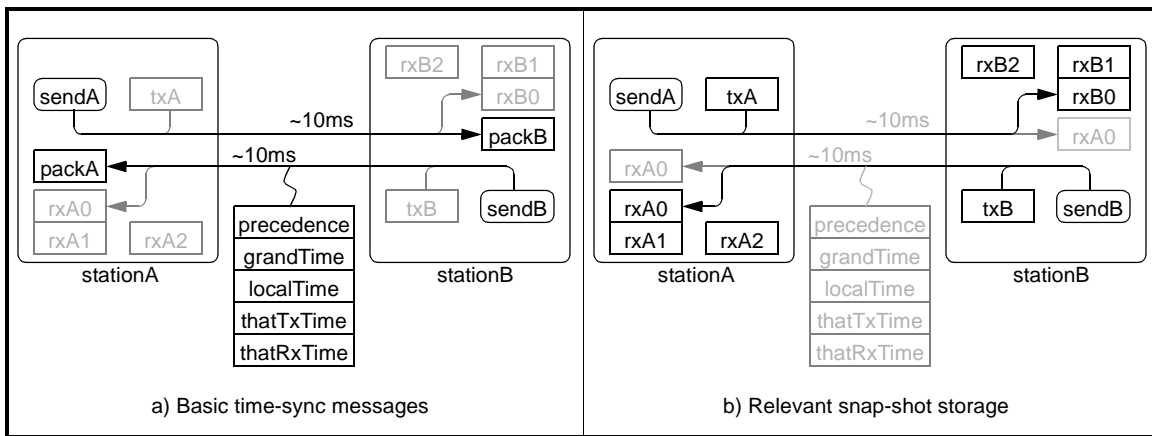 sendA
txA
rxB2
rxB1
rxB0
~10ms
packB
packA
~10ms
rxA0
rxA1
rxA2
txB
sendB
precedence
grandTime
localTime
thatTxTime
thatRxTime
stationA
stationB
a) Basic time-sync messages
sendA
txA
rxB2
rxB1
rxB0
~10ms
rxA0
rxA0
~10ms
rxA0
rxA1
rxA2
txB
sendB
precedence
grandTime
localTime
thatTxTime
thatRxTime
stationA
stationB
b) Relevant snap-shot storage